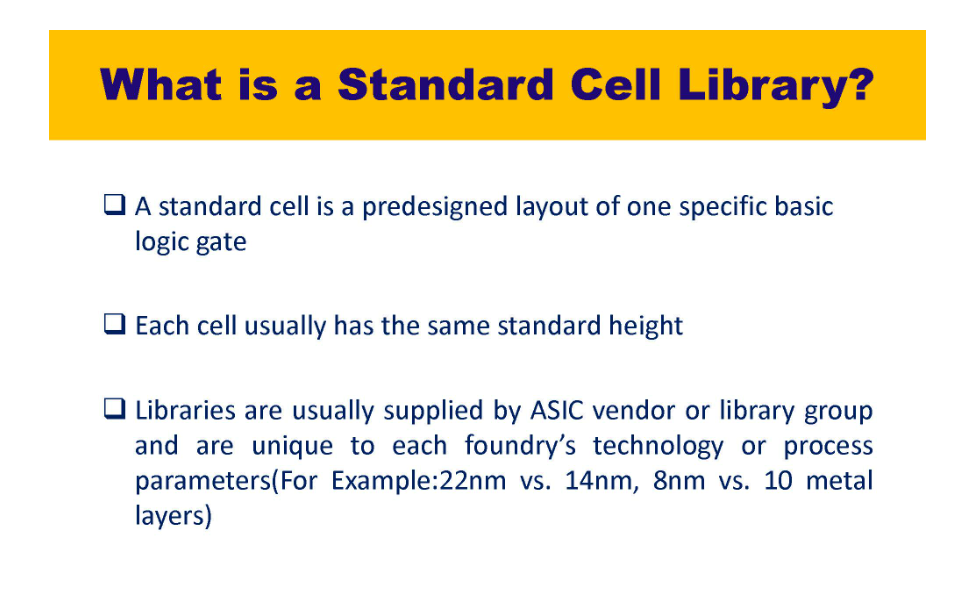 What is a Standard Cell Library?
❑ A standard cell is a predesigned layout of one specific basic
logic gate
❑ Each cell usually has the same standard height
❑ Libraries are usually supplied by ASIC vendor or library group
and are unique to each foundry’s technology or process
parameters(For Example:22nm vs. 14nm, 8nm vs. 10 metal
layers)